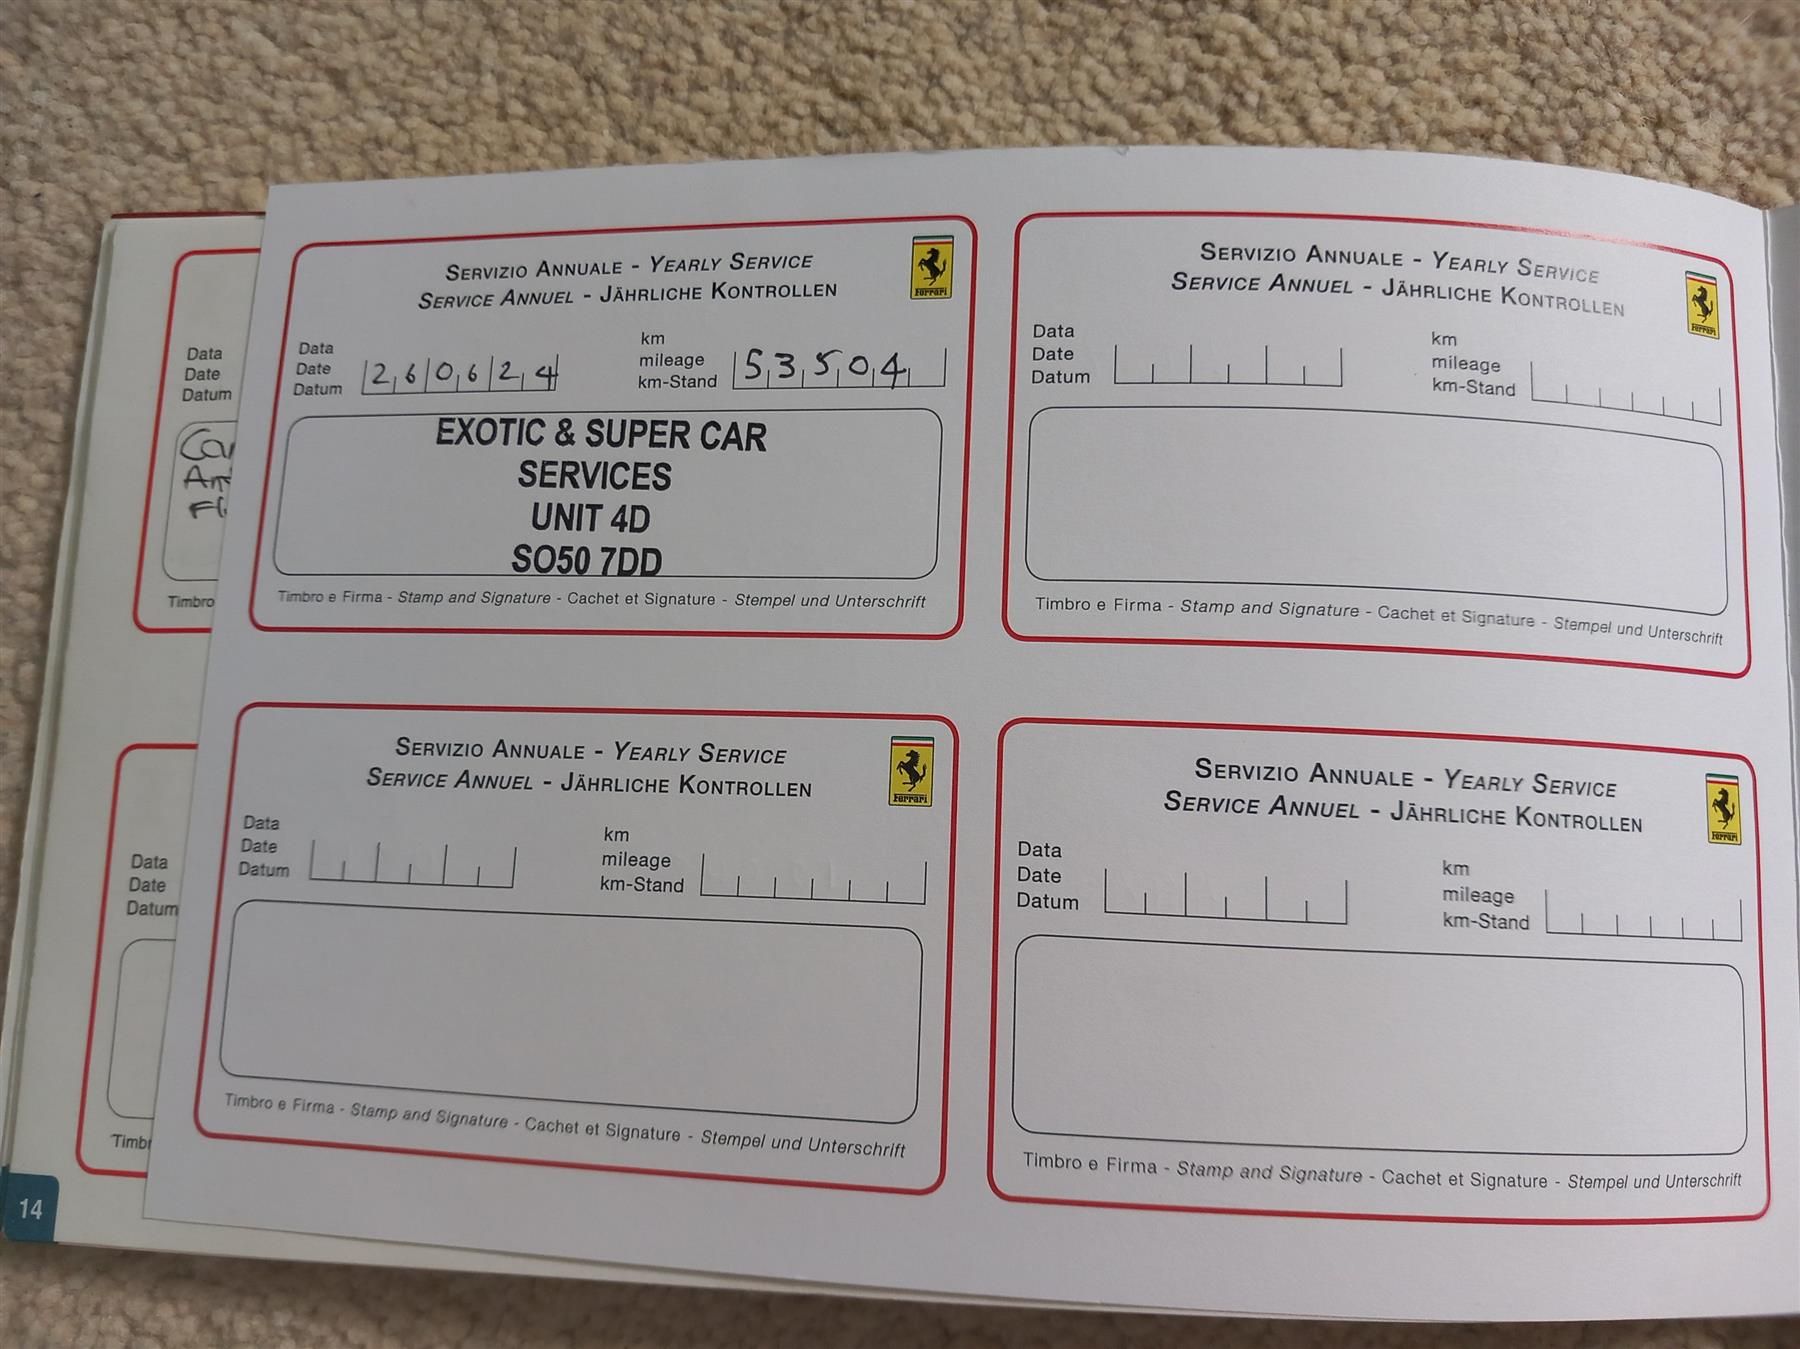 SERVIZIO ANNUALE - YEARLY SERVICE
SERVICE ANNUEL - JÄHRLICHE KONTROLLEN
Ferrari
Data
Date
Datum
260624
km
mileage
km-Stand
53504
EXOTIC & SUPER CAR
SERVICES
UNIT 4D
SO50 7DD
Timbro e Firma - Stamp and Signature - Cachet et Signature - Stempel und Unterschrift
SERVIZIO ANNUALE - YEARLY SERVICE
SERVICE ANNUEL - JÄHRLICHE KONTROLLEN
Ferrari
Data
Date
Datum
km
mileage
km-Stand
Timbro e Firma - Stamp and Signature - Cachet et Signature - Stempel und Unterschrift
SERVIZIO ANNUALE - YEARLY SERVICE
SERVICE ANNUEL - JÄHRLICHE KONTROLLEN
Ferrari
Data
Date
Datum
km
mileage
km-Stand
Timbro e Firma - Stamp and Signature - Cachet et Signature - Stempel und Unterschrift
SERVIZIO ANNUALE - YEARLY SERVICE
SERVICE ANNUEL - JÄHRLICHE KONTROLLEN
Ferrari
Data
Date
Datum
km
mileage
km-Stand
Timbro e Firma - Stamp and Signature - Cachet et Signature - Stempel und Unterschrift
Data
Date
Datum
Timbro
Data
Date
Datum
14